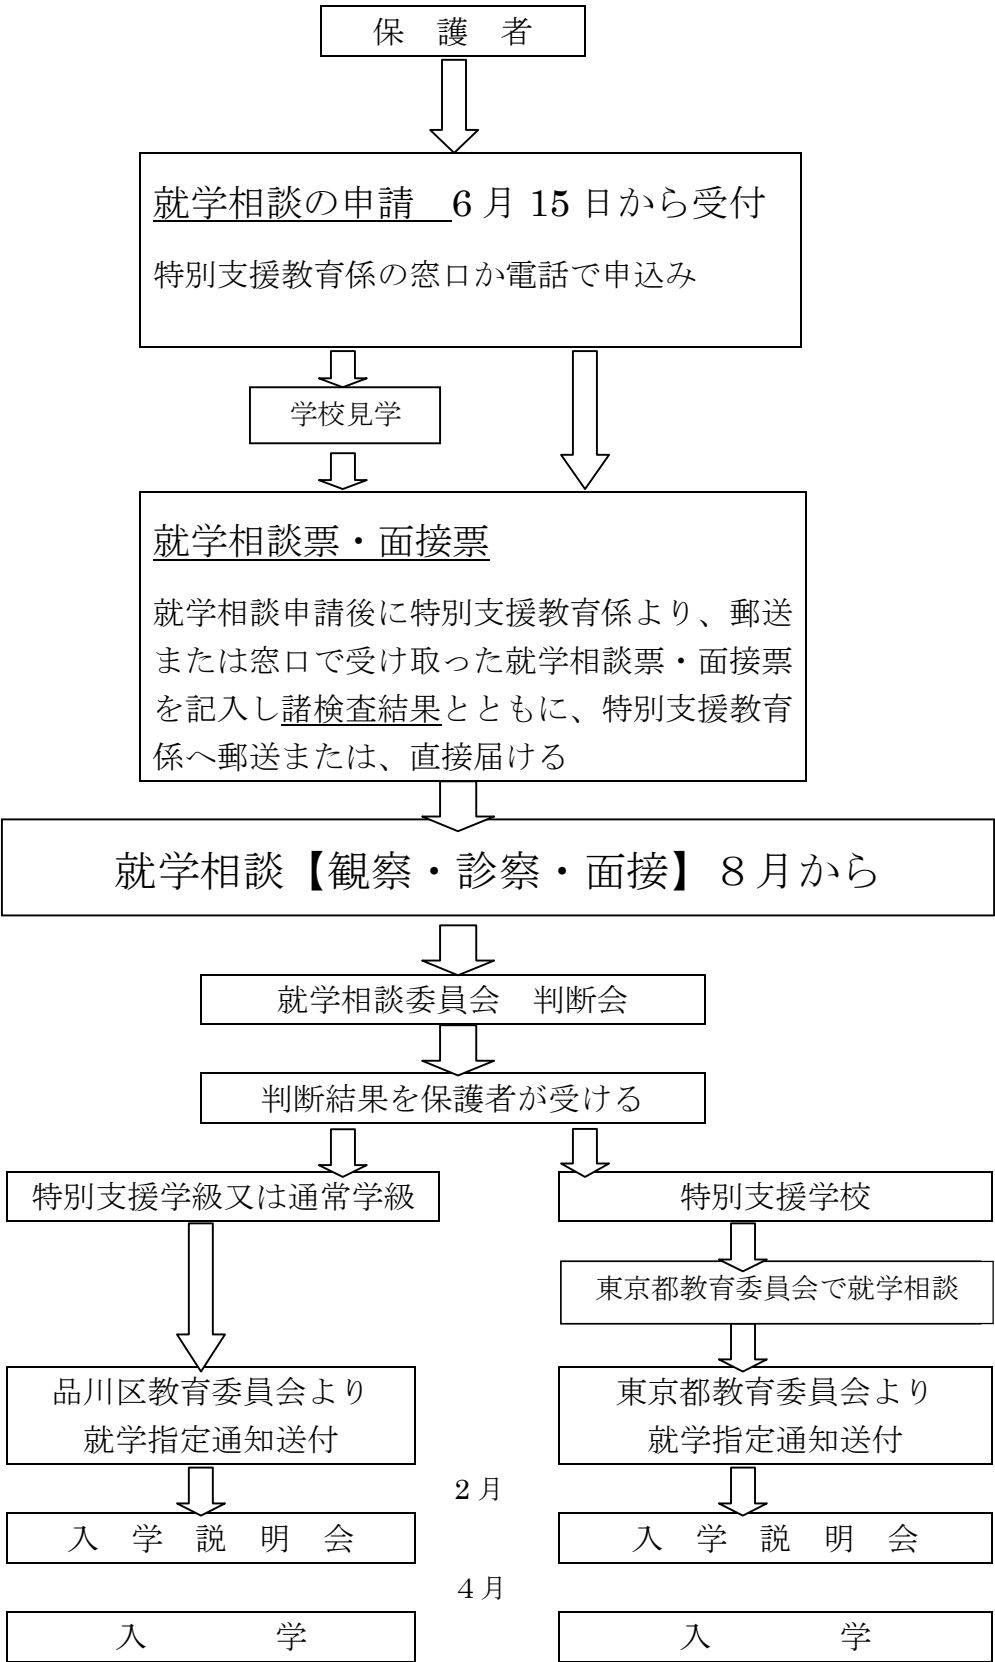 保　護　者
就学相談の申請　6月15日から受付
特別支援教育係の窓口か電話で申込み
学校見学
就学相談票・面接票
就学相談申請後に特別支援教育係より、郵送
または窓口で受け取った就学相談票・面接票
を記入し諸検査結果とともに、特別支援教育
係へ郵送または、直接届ける
就学相談【観察・診察・面接】８月から
就学相談委員会　判断会
判断結果を保護者が受ける
特別支援学級又は通常学級
特別支援学校
東京都教育委員会で就学相談
品川区教育委員会より
就学指定通知送付
東京都教育委員会より
就学指定通知送付
2月
入　学　説　明　会
入　学　説　明　会
４月
入　　　　学
入　　　　学